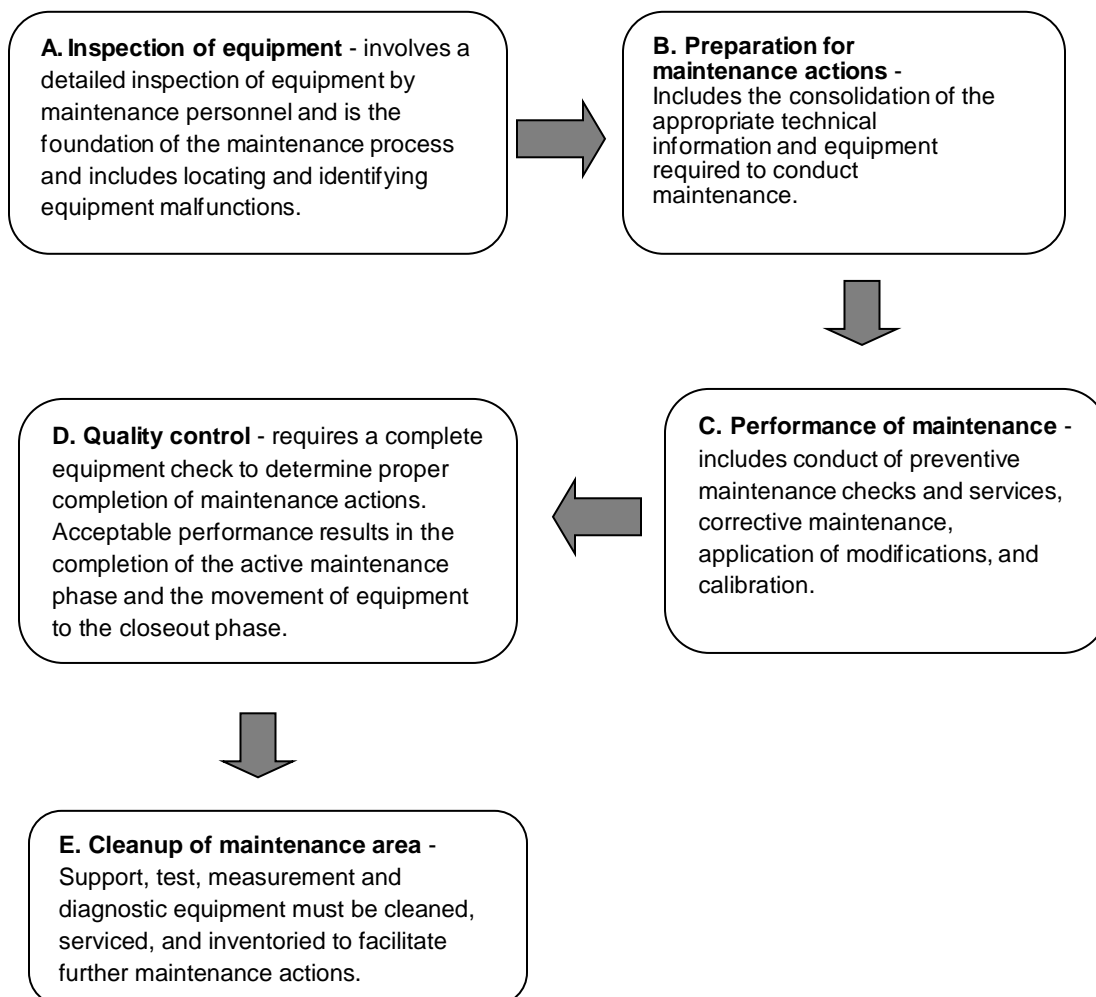 A. Inspection of equipment - involves a
detailed inspection of equipment by
maintenance personnel and is the
foundation of the maintenance process
and includes locating and identifying
equipment malfunctions.
B. Preparation for
maintenance actions -
Includes the consolidation of the
appropriate technical
information and equipment
required to conduct
maintenance.
C. Performance of maintenance -
includes conduct of preventive
maintenance checks and services,
corrective maintenance,
application of modifications, and
calibration.
D. Quality control - requires a complete
equipment check to determine proper
completion of maintenance actions.
Acceptable performance results in the
completion of the active maintenance
phase and the movement of equipment
to the closeout phase.
E. Cleanup of maintenance area -
Support, test, measurement and
diagnostic equipment must be cleaned,
serviced, and inventoried to facilitate
further maintenance actions.